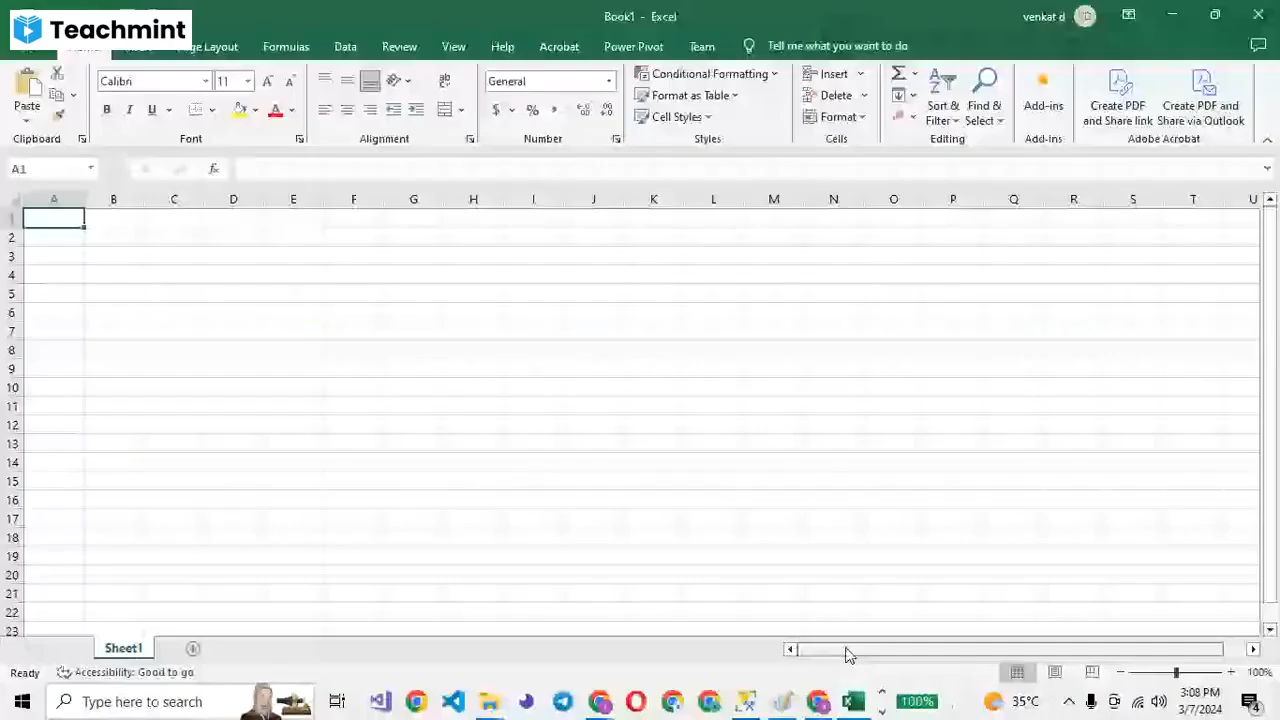 Teachmint
Book1 - Excel
venkat d
Page Layout Formulas Data Review View Help Acrobat Power Pivot Team l me what you want to do
Paste
Calibri 11
General
Conditional Formatting
Format as Table
Cell Styles
Insert
Delete
Format
Sort & Filter
Find & Select
Add-ins
Create PDF and Share link
Create PDF and Share via Outlook
Clipboard Font Alignment Number Styles Cells Editing Add-ins Adobe Acrobat
A1 fx
A B C D E F G H I J K L M N O P Q R S T U
1
2
3
4
5
6
7
8
9
10
11
12
13
14
15
16
17
18
19
20
21
22
23
Sheet1
Ready Accessibility: Good to go 100%
Type here to search 100% 35°C 3:08 PM
3/7/2024 4